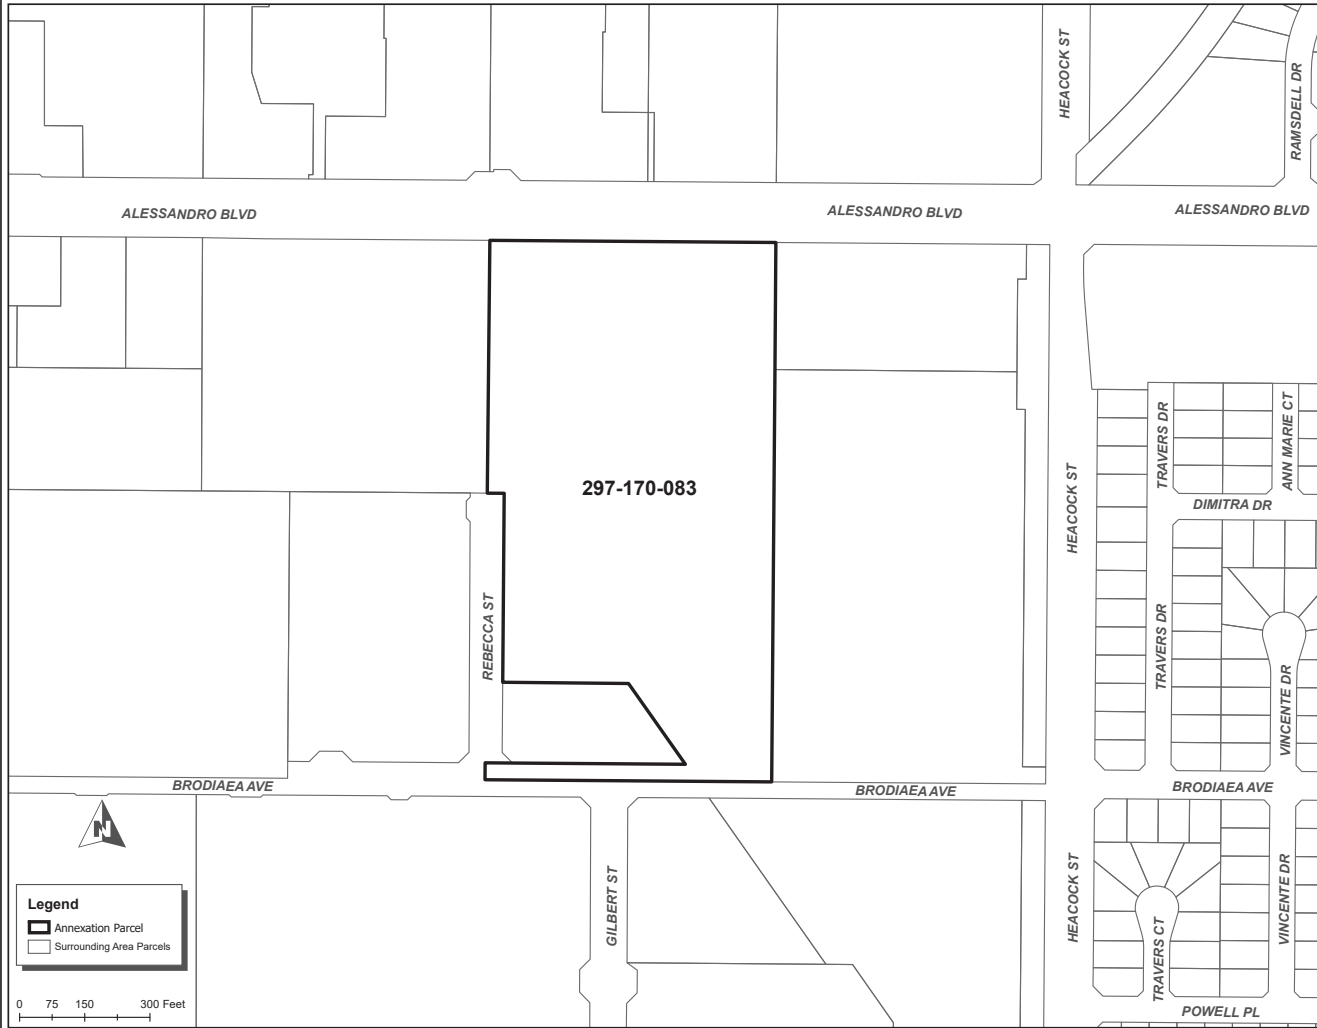 HEACOCK ST
RAMSDELL DR
ALESSANDRO BLVD
ALESSANDRO BLVD
ALESSANDRO BLVD
297-170-083
HEACOCK ST
TRAVERS DR
ANN MARIE CT
DIMITRA DR
REBECCA ST
TRAVERS DR
VINCENTE DR
BRODIAEA AVE
BRODIAEA AVE
BRODIAEA AVE
N
GILBERT ST
HEACOCK ST
TRAVERS CT
VINCENTE DR
POWELL PL
Legend
Annexation Parcel
Surrounding Area Parcels
0 75 150 300 Feet